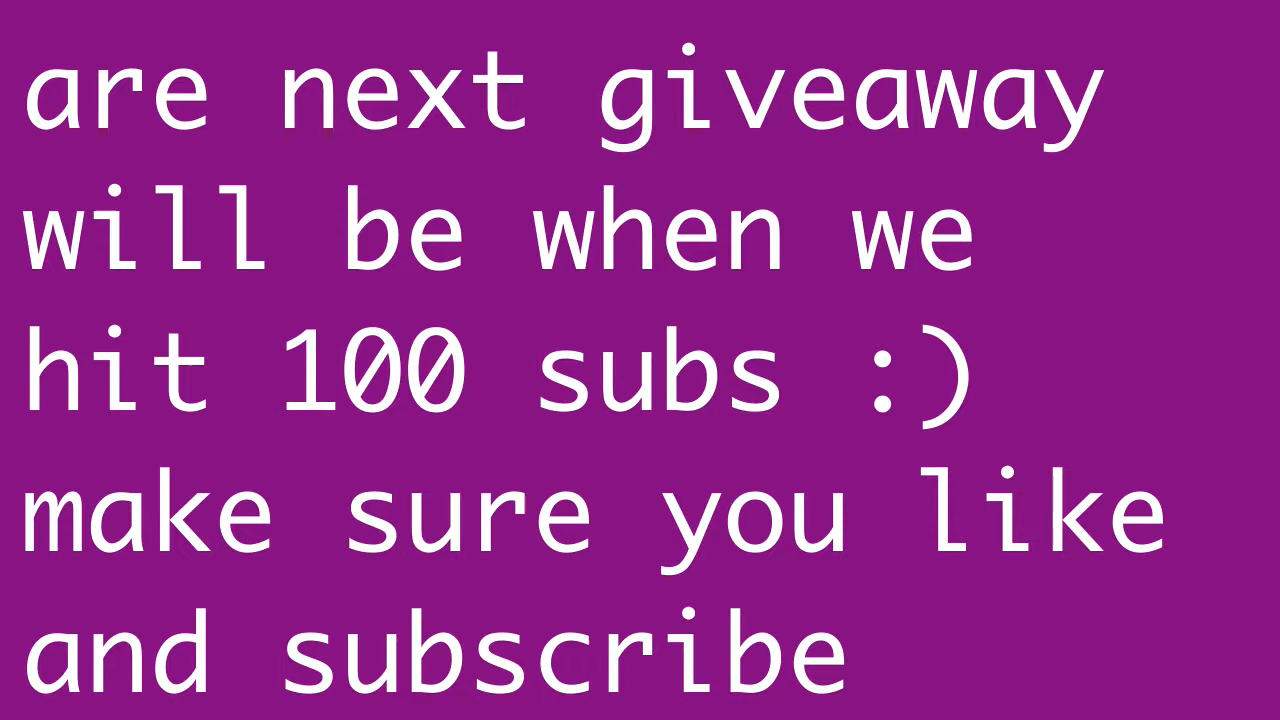 are next giveaway
will be when we
hit 100 subs :)
make sure you like
and subscribe